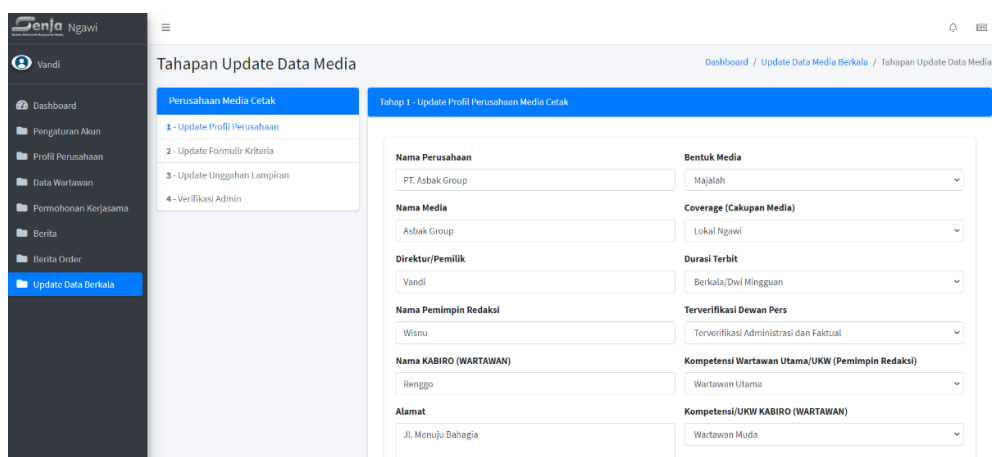 Senja Ngawi
Vandi
Dashboard
Pengaturan Akun
Profil Perusahaan
Data Wartawan
Permohonan Kerjasama
Berita
Berita Order
Update Data Berkala
Tahapan Update Data Media
Dashboard / Update Data Media Berkala / Tahapan Update Data Media
Perusahaan Media Cetak
1 - Update Profil Perusahaan
2 - Update Formulir Kriteria
3 - Update Unggahan Lampiran
4 - Verifikasi Admin
Tahap 1 - Update Profil Perusahaan Media Cetak
Nama Perusahaan
PT. Asbak Group
Nama Media
Asbak Group
Direktur/Pemilik
Vandi
Nama Pemimpin Redaksi
Wisnu
Nama KABIRO (WARTAWAN)
Renggo
Alamat
Jl. Menuju Bahagia
Bentuk Media
Majalah
Coverage (Cakupan Media)
Lokal Ngawi
Durasi Terbit
Berkala/Dwi Mingguan
Terverifikasi Dewan Pers
Terverifikasi Administrasi dan Faktual
Kompetensi Wartawan Utama/UKW (Pemimpin Redaksi)
Wartawan Utama
Kompetensi/UKW KABIRO (WARTAWAN)
Wartawan Muda